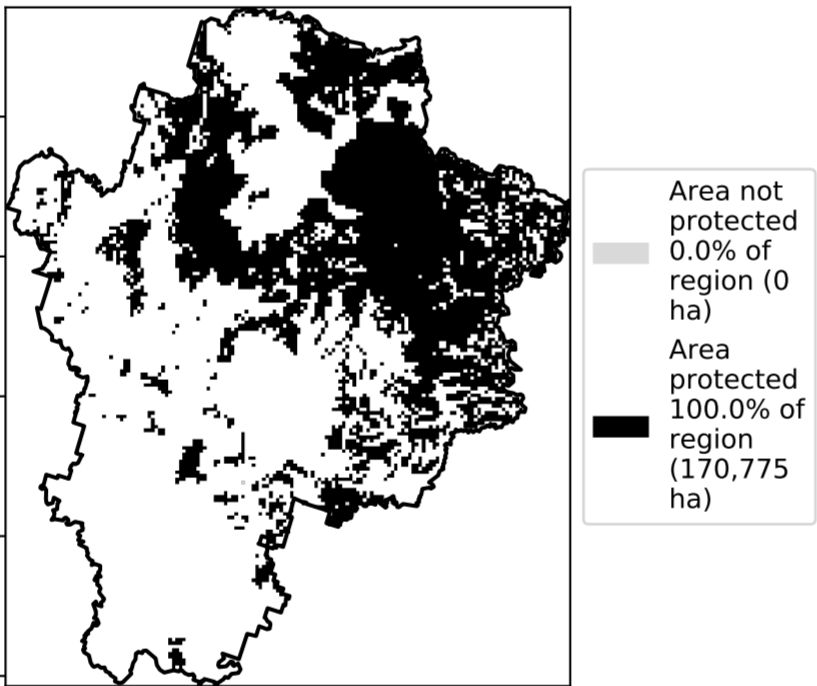 Area not
protected
0.0% of
region (0
ha)
Area
protected
100.0% of
region
(170,775
ha)